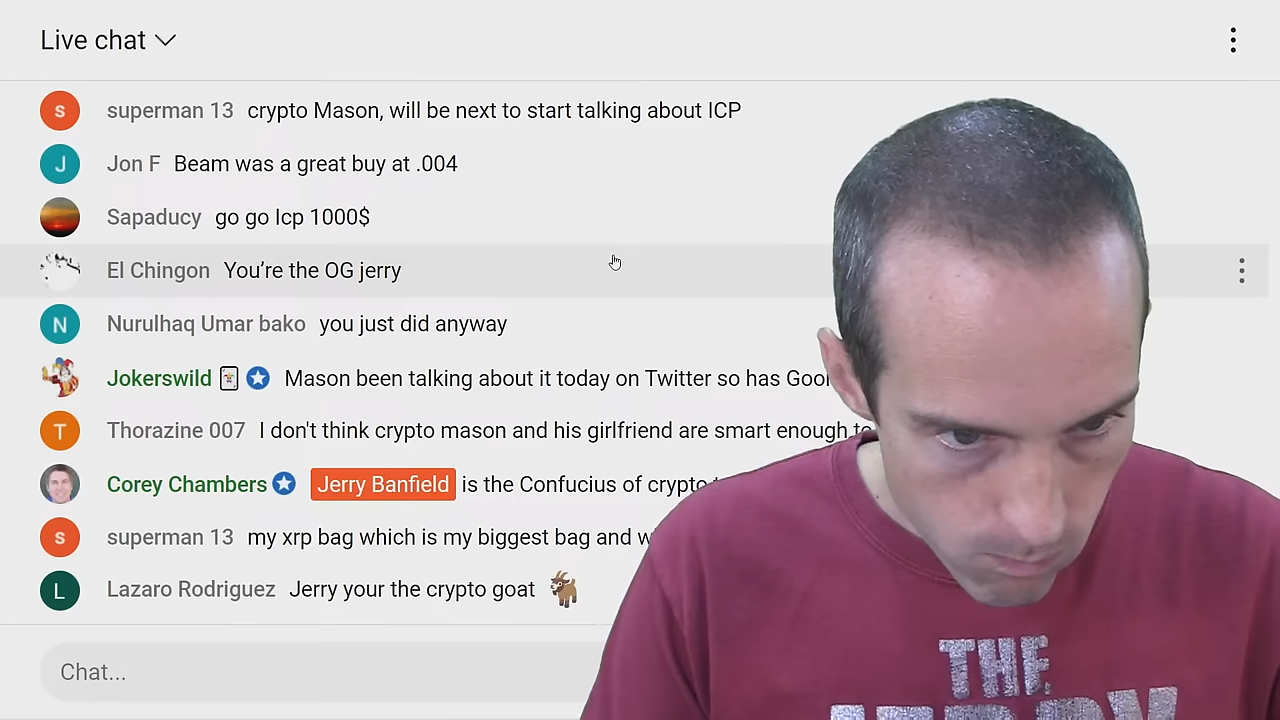 Live chat
superman 13 crypto Mason, will be next to start talking about ICP
Jon F Beam was a great buy at .004
Sapaducy go go Icp 1000$
El Chingon You’re the OG jerry
Nurulhaq Umar bako you just did anyway
Jokerswild Mason been talking about it today on Twitter so has
Thorazine 007 I don't think crypto mason and his girlfriend are smart enough
Corey Chambers Jerry Banfield is the Confucius of crypto
superman 13 my xrp bag which is my biggest bag and
Lazaro Rodriguez Jerry your the crypto goat
Chat...
THE
S
J
N
T
S
L